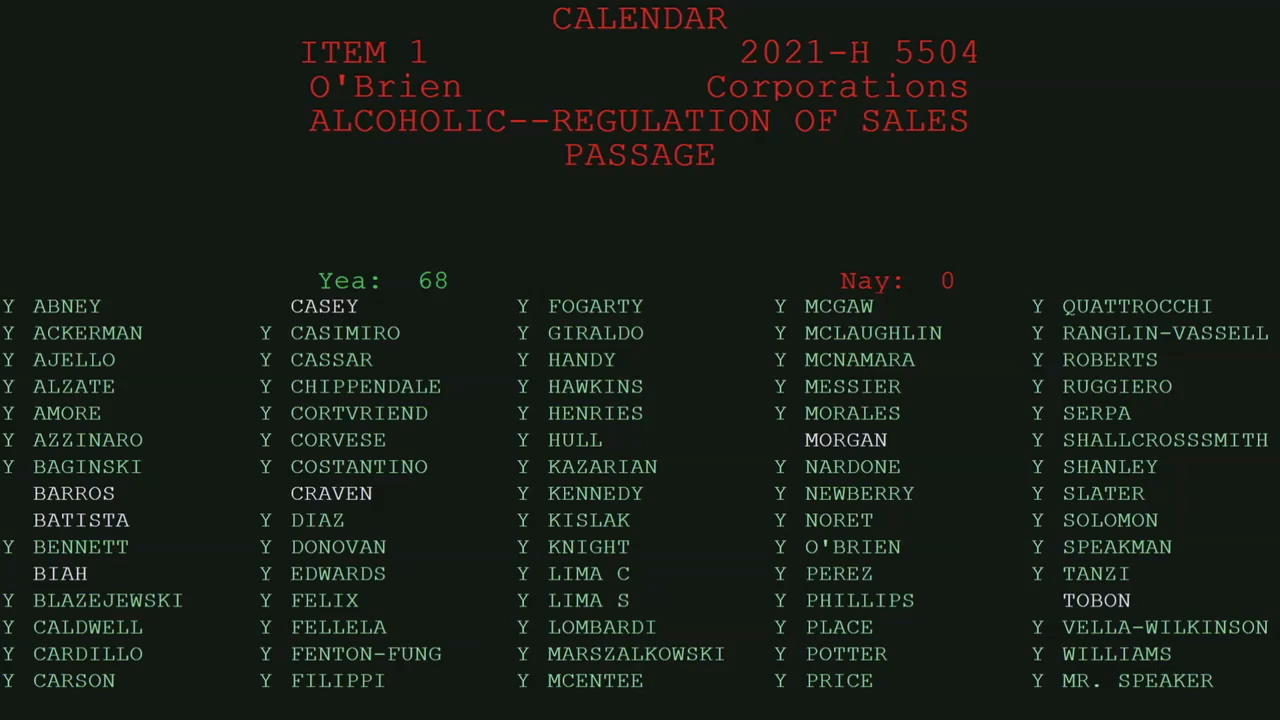 CALENDAR
ITEM 1 2021-H 5504
O'Brien Corporations
ALCOHOLIC--REGULATION OF SALES
PASSAGE
Yea: 68 Nay: 0
Y ABNEY CASEY Y FOGARTY Y MCGAW Y QUATTROCCHI
Y ACKERMAN Y CASIMIRO Y GIRALDO Y MCLAUGHLIN Y RANGLIN-VASSELL
Y AJELLO Y CASSAR Y HANDY Y MCNAMARA Y ROBERTS
Y ALZATE Y CHIPPENDALE Y HAWKINS Y MESSIER Y RUGGIERO
Y AMORE Y CORTVRIEND Y HENRIES Y MORALES Y SERPA
Y AZZINARO Y CORVESE Y HULL MORGAN Y SHALLCROSSSMITH
Y BAGINSKI Y COSTANTINO Y KAZARIAN Y NARDONE Y SHANLEY
BARROS CRAVEN Y KENNEDY Y NEWBERRY Y SLATER
BATISTA Y DIAZ Y KISLAK Y NORET Y SOLOMON
Y BENNETT Y DONOVAN Y KNIGHT Y O'BRIEN Y SPEAKMAN
BIAH Y EDWARDS Y LIMA C Y PEREZ Y TANZI
Y BLAZEJEWSKI Y FELIX Y LIMA S Y PHILLIPS TOBON
Y CALDWELL Y FELLELA Y LOMBARDI Y PLACE Y VELLA-WILKINSON
Y CARDILLO Y FENTON-FUNG Y MARSZALKOWSKI Y POTTER Y WILLIAMS
Y CARSON Y FILIPPI Y MCENTEE Y PRICE Y MR. SPEAKER